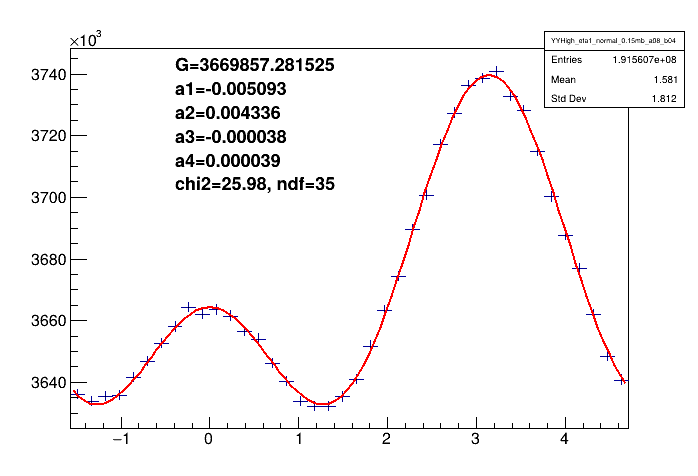 ×10³
YYHigh_eta1_normal_0.15mb_a08_b04
Entries 1.915607e+08
Mean 1.581
Std Dev 1.812
G=3669857.281525
a1=-0.005093
a2=0.004336
a3=-0.000038
a4=0.000039
chi2=25.98, ndf=35
3740
3720
3700
3680
3660
3640
−1 0 1 2 3 4